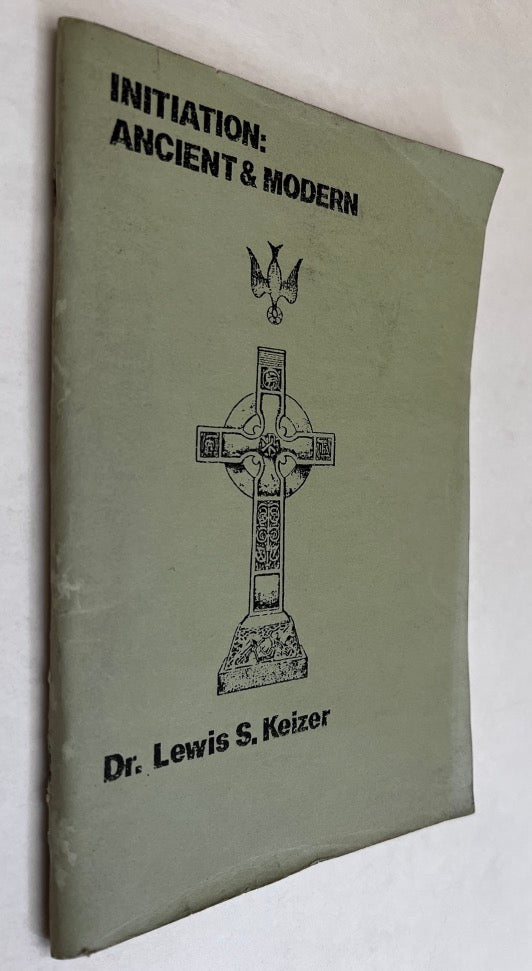 INITIATION:
ANCIENT & MODERN
Dr. Lewis S. Keizer